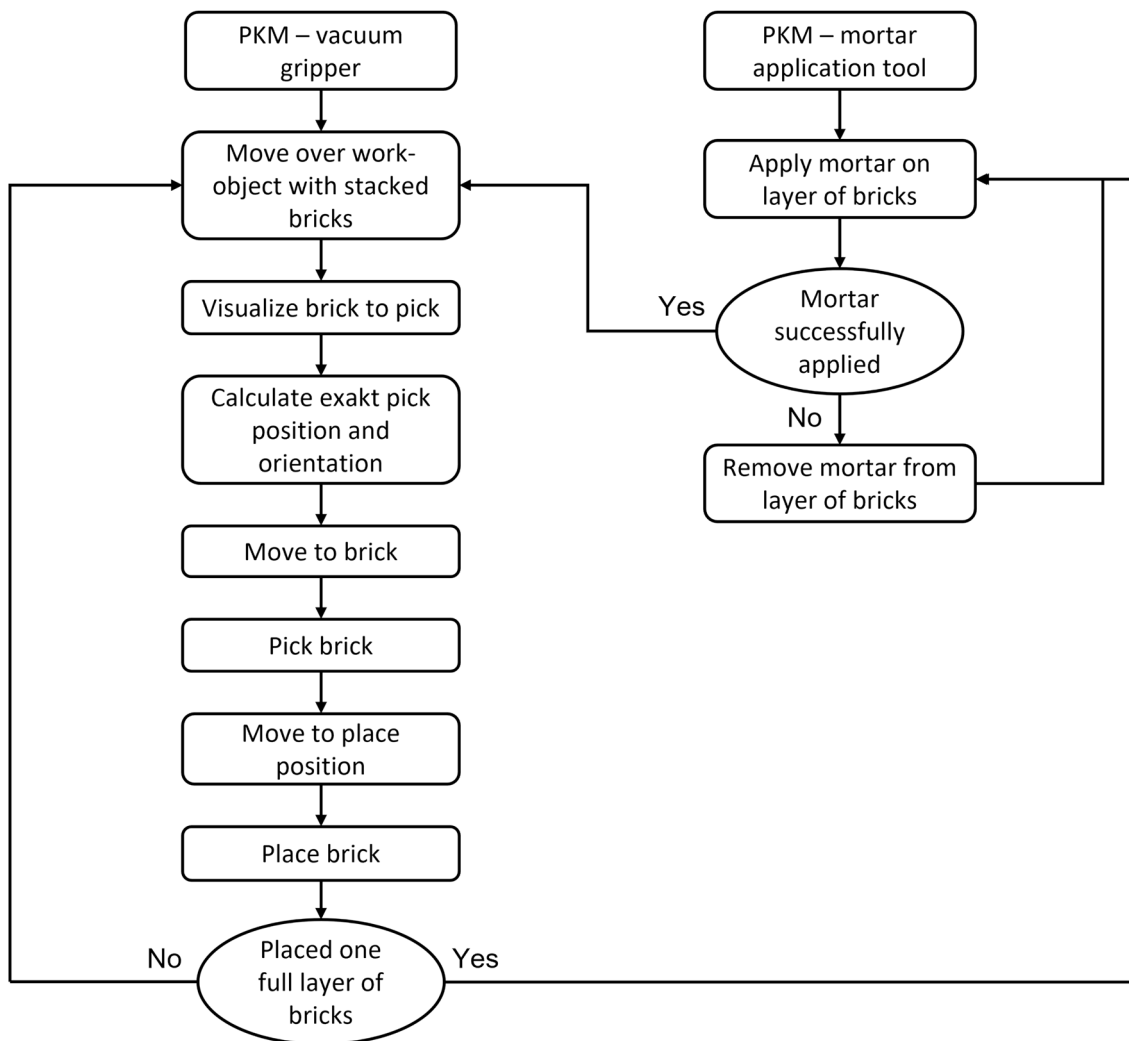 PKM – vacuum
gripper
Move over work-
object with stacked
bricks
Visualize brick to pick
Calculate exakt pick
position and
orientation
Move to brick
Pick brick
Move to place
position
Place brick
No
Placed one
full layer of
bricks
Yes
PKM – mortar
application tool
Apply mortar on
layer of bricks
Yes
Mortar
successfully
applied
No
Remove mortar from
layer of bricks